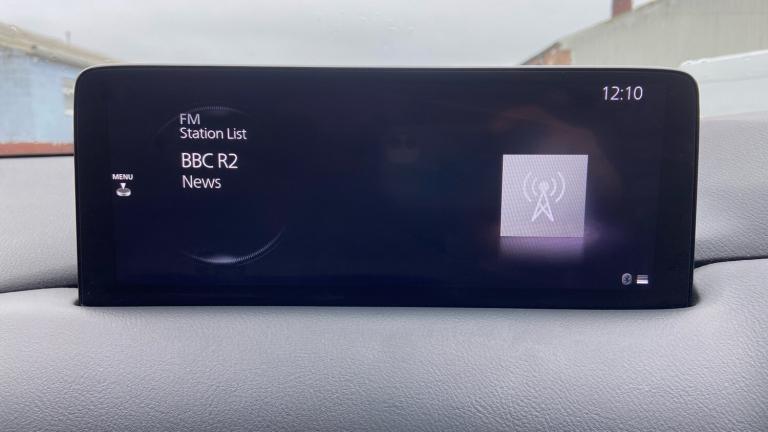 12:10
FM
Station List
BBC R2
News
MENU